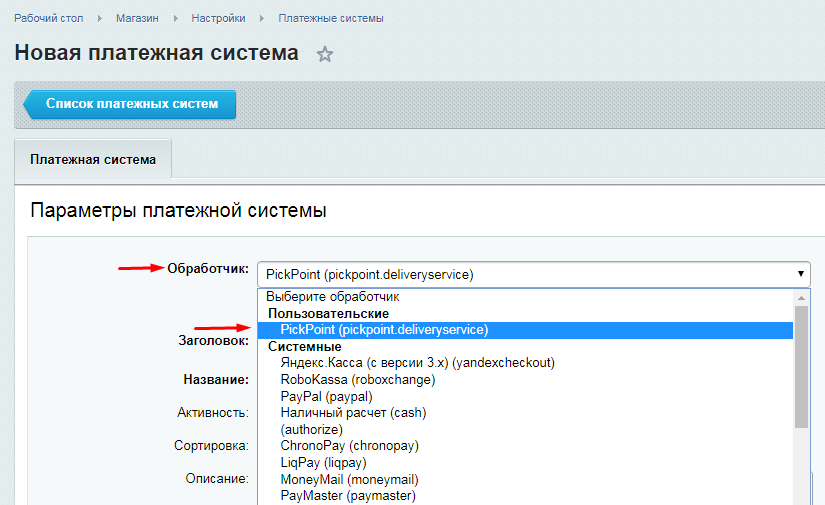 Рабочий стол Магазин Настройки Платежные системы
Новая платежная система
Список платежных систем
Платежная система
Параметры платежной системы
Обработчик: PickPoint (pickpoint.deliveryservice)
Выберите обработчик
Пользовательские
PickPoint (pickpoint.deliveryservice)
Заголовок:
Системные
Яндекс.Касса (с версии 3.x) (yandexcheckout)
Название: RoboKassa (roboxchange)
PayPal (paypal)
Активность: Наличный расчет (cash)
(authorize)
Сортировка: ChronoPay (chronopay)
LiqPay (liqpay)
Описание: MoneyMail (moneymail)
PayMaster (paymaster)